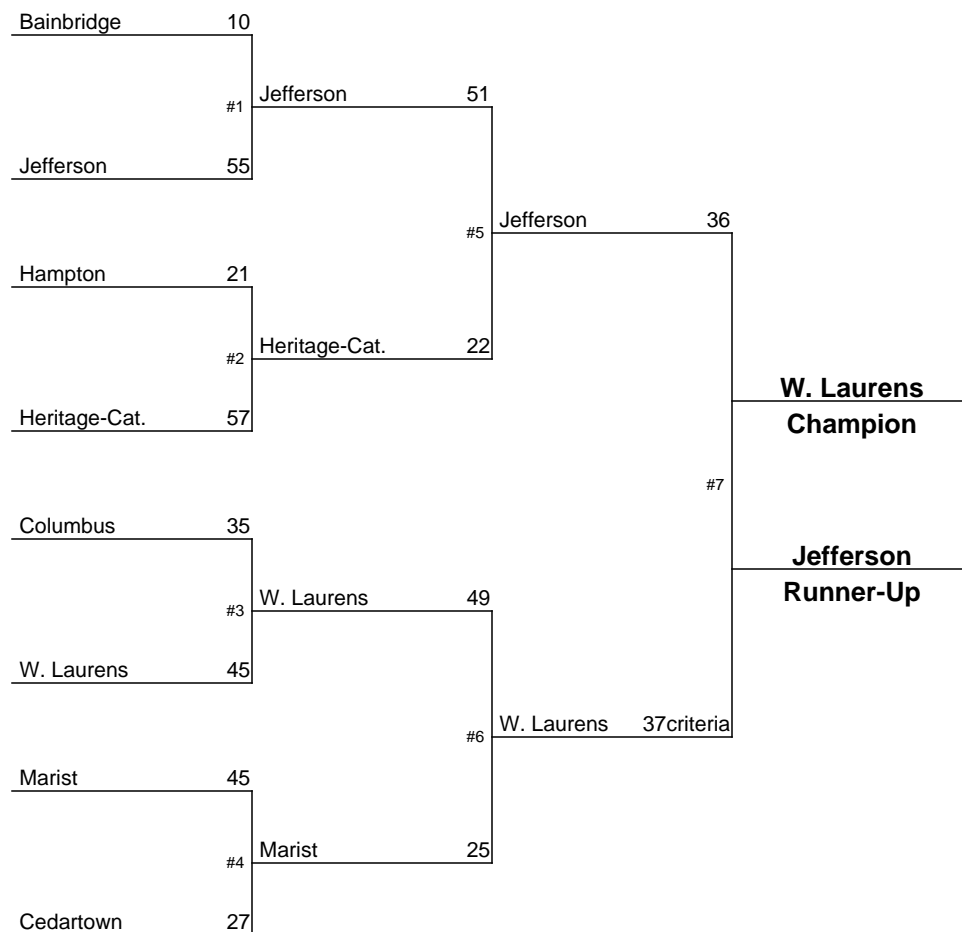 Bainbridge 10
#1 Jefferson 51
Jefferson 55
#5 Jefferson 36
Hampton 21
#2 Heritage-Cat. 22
Heritage-Cat. 57
W. Laurens
Champion
#7
Columbus 35
Jefferson
Runner-Up
#3 W. Laurens 49
W. Laurens 45
#6 W. Laurens 37criteria
Marist 45
#4 Marist 25
Cedartown 27